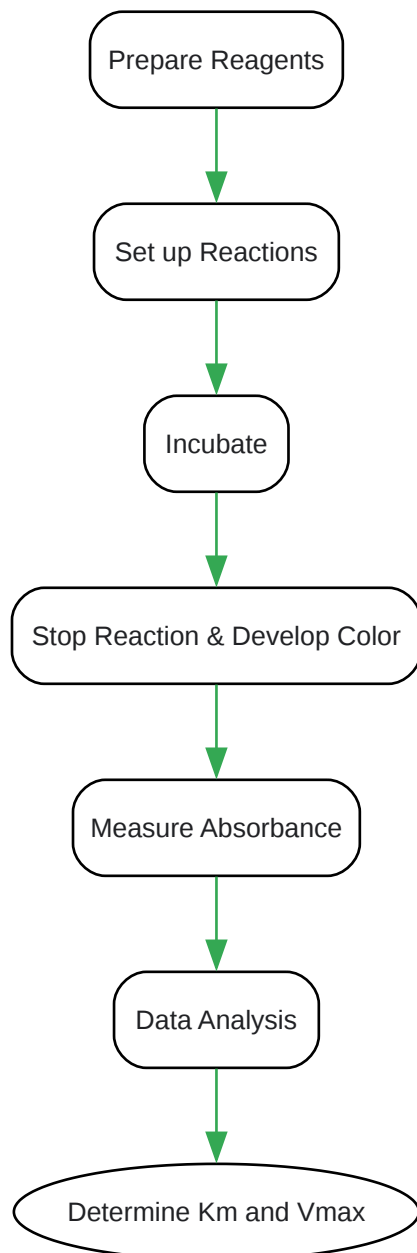 Prepare Reagents
Set up Reactions
Incubate
Stop Reaction & Develop Color
Measure Absorbance
Data Analysis
Determine Km and Vmax